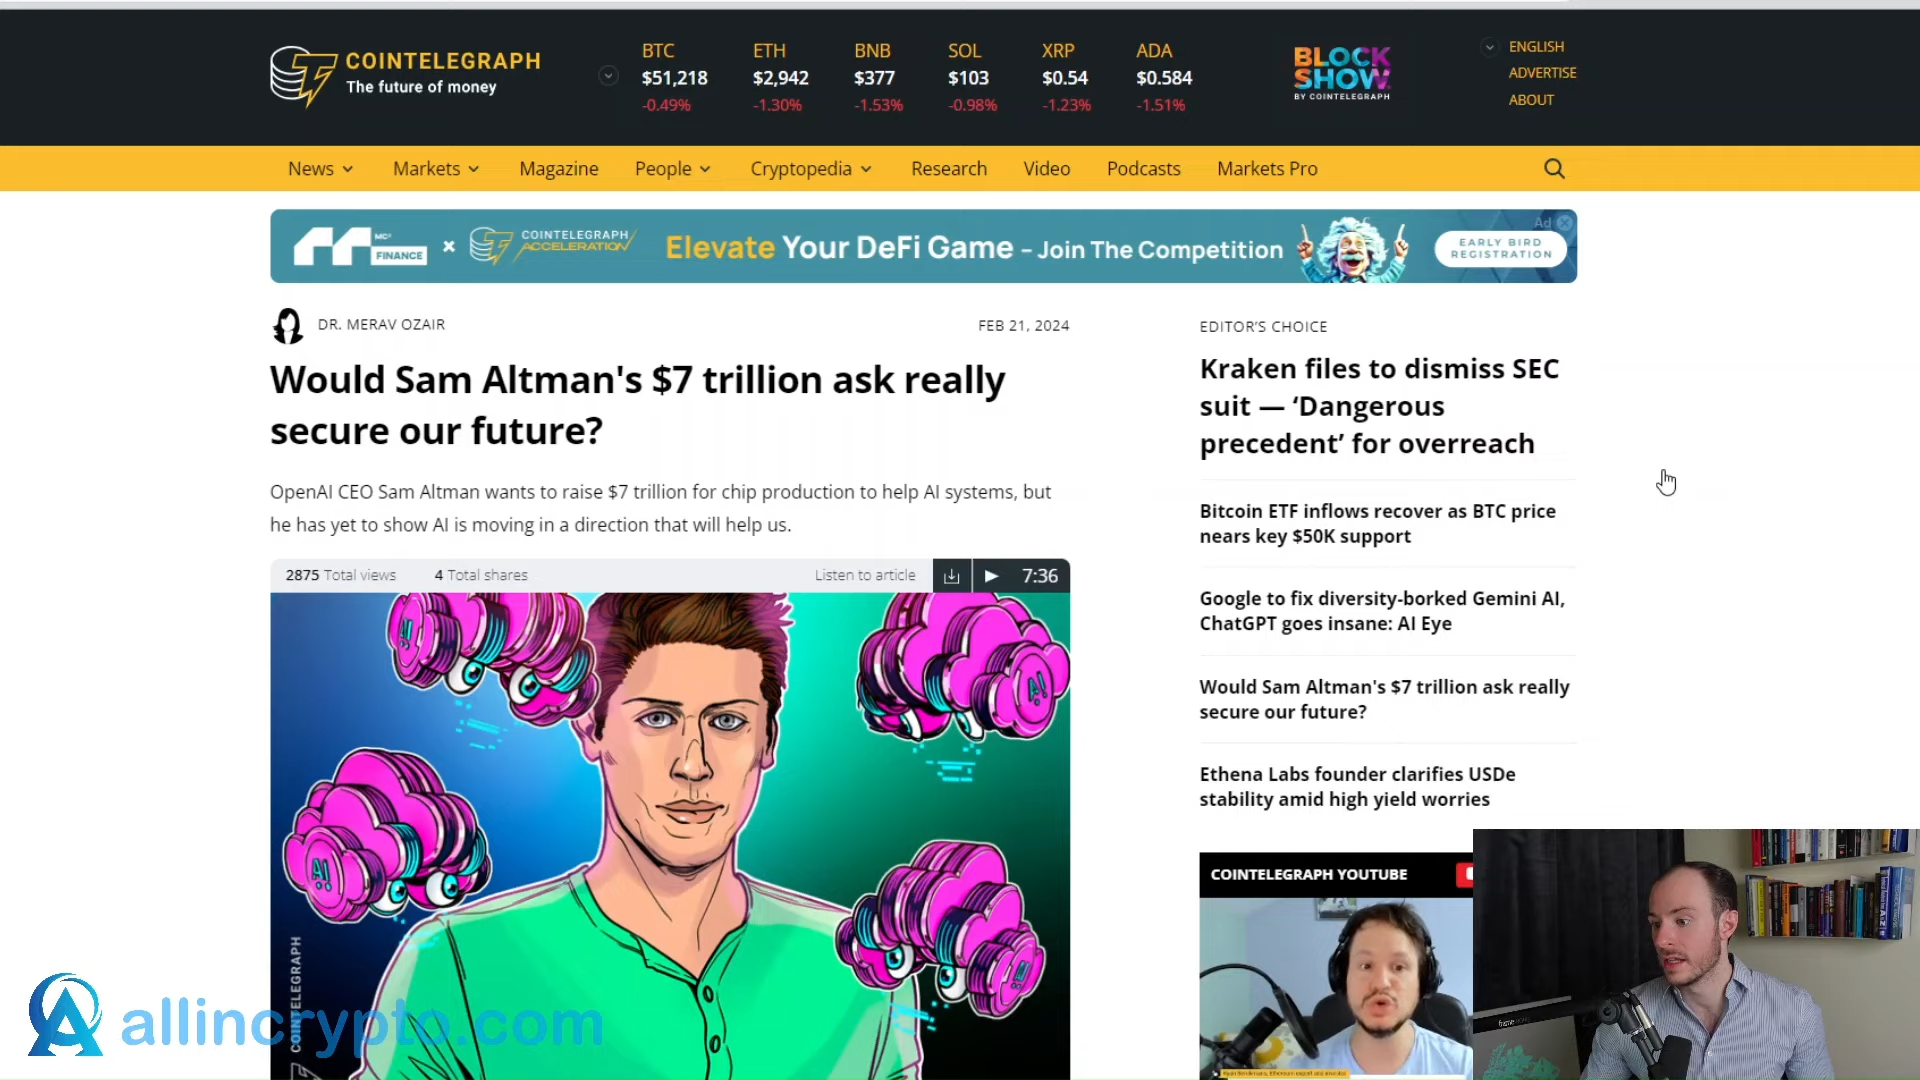 COINTELEGRAPH
The future of money
BTC
$51,218
-0.49%
ETH
$2,942
-1.30%
BNB
$377
-1.53%
SOL
$103
-0.98%
XRP
$0.54
-1.23%
ADA
$0.584
-1.51%
BLOCK
SHOW
BY COINTELEGRAPH
ENGLISH
ADVERTISE
ABOUT
News
Markets
Magazine
People
Cryptopedia
Research
Video
Podcasts
Markets Pro
FINANCE
COINTELEGRAPH
ACCELERATION
Elevate Your DeFi Game – Join The Competition
Ad
EARLY BIRD
REGISTRATION
DR. MERAV OZAIR
FEB 21, 2024
Would Sam Altman's $7 trillion ask really
secure our future?
OpenAI CEO Sam Altman wants to raise $7 trillion for chip production to help AI systems, but
he has yet to show AI is moving in a direction that will help us.
2875 Total views
4 Total shares
Listen to article
7:36
AI
AI
AI
AI
COINTELEGRAPH
allincrypto.com
EDITOR'S CHOICE
Kraken files to dismiss SEC
suit — ‘Dangerous
precedent’ for overreach
Bitcoin ETF inflows recover as BTC price
nears key $50K support
Google to fix diversity-borked Gemini AI,
ChatGPT goes insane: AI Eye
Would Sam Altman's $7 trillion ask really
secure our future?
Ethena Labs founder clarifies USDe
stability amid high yield worries
COINTELEGRAPH YOUTUBE